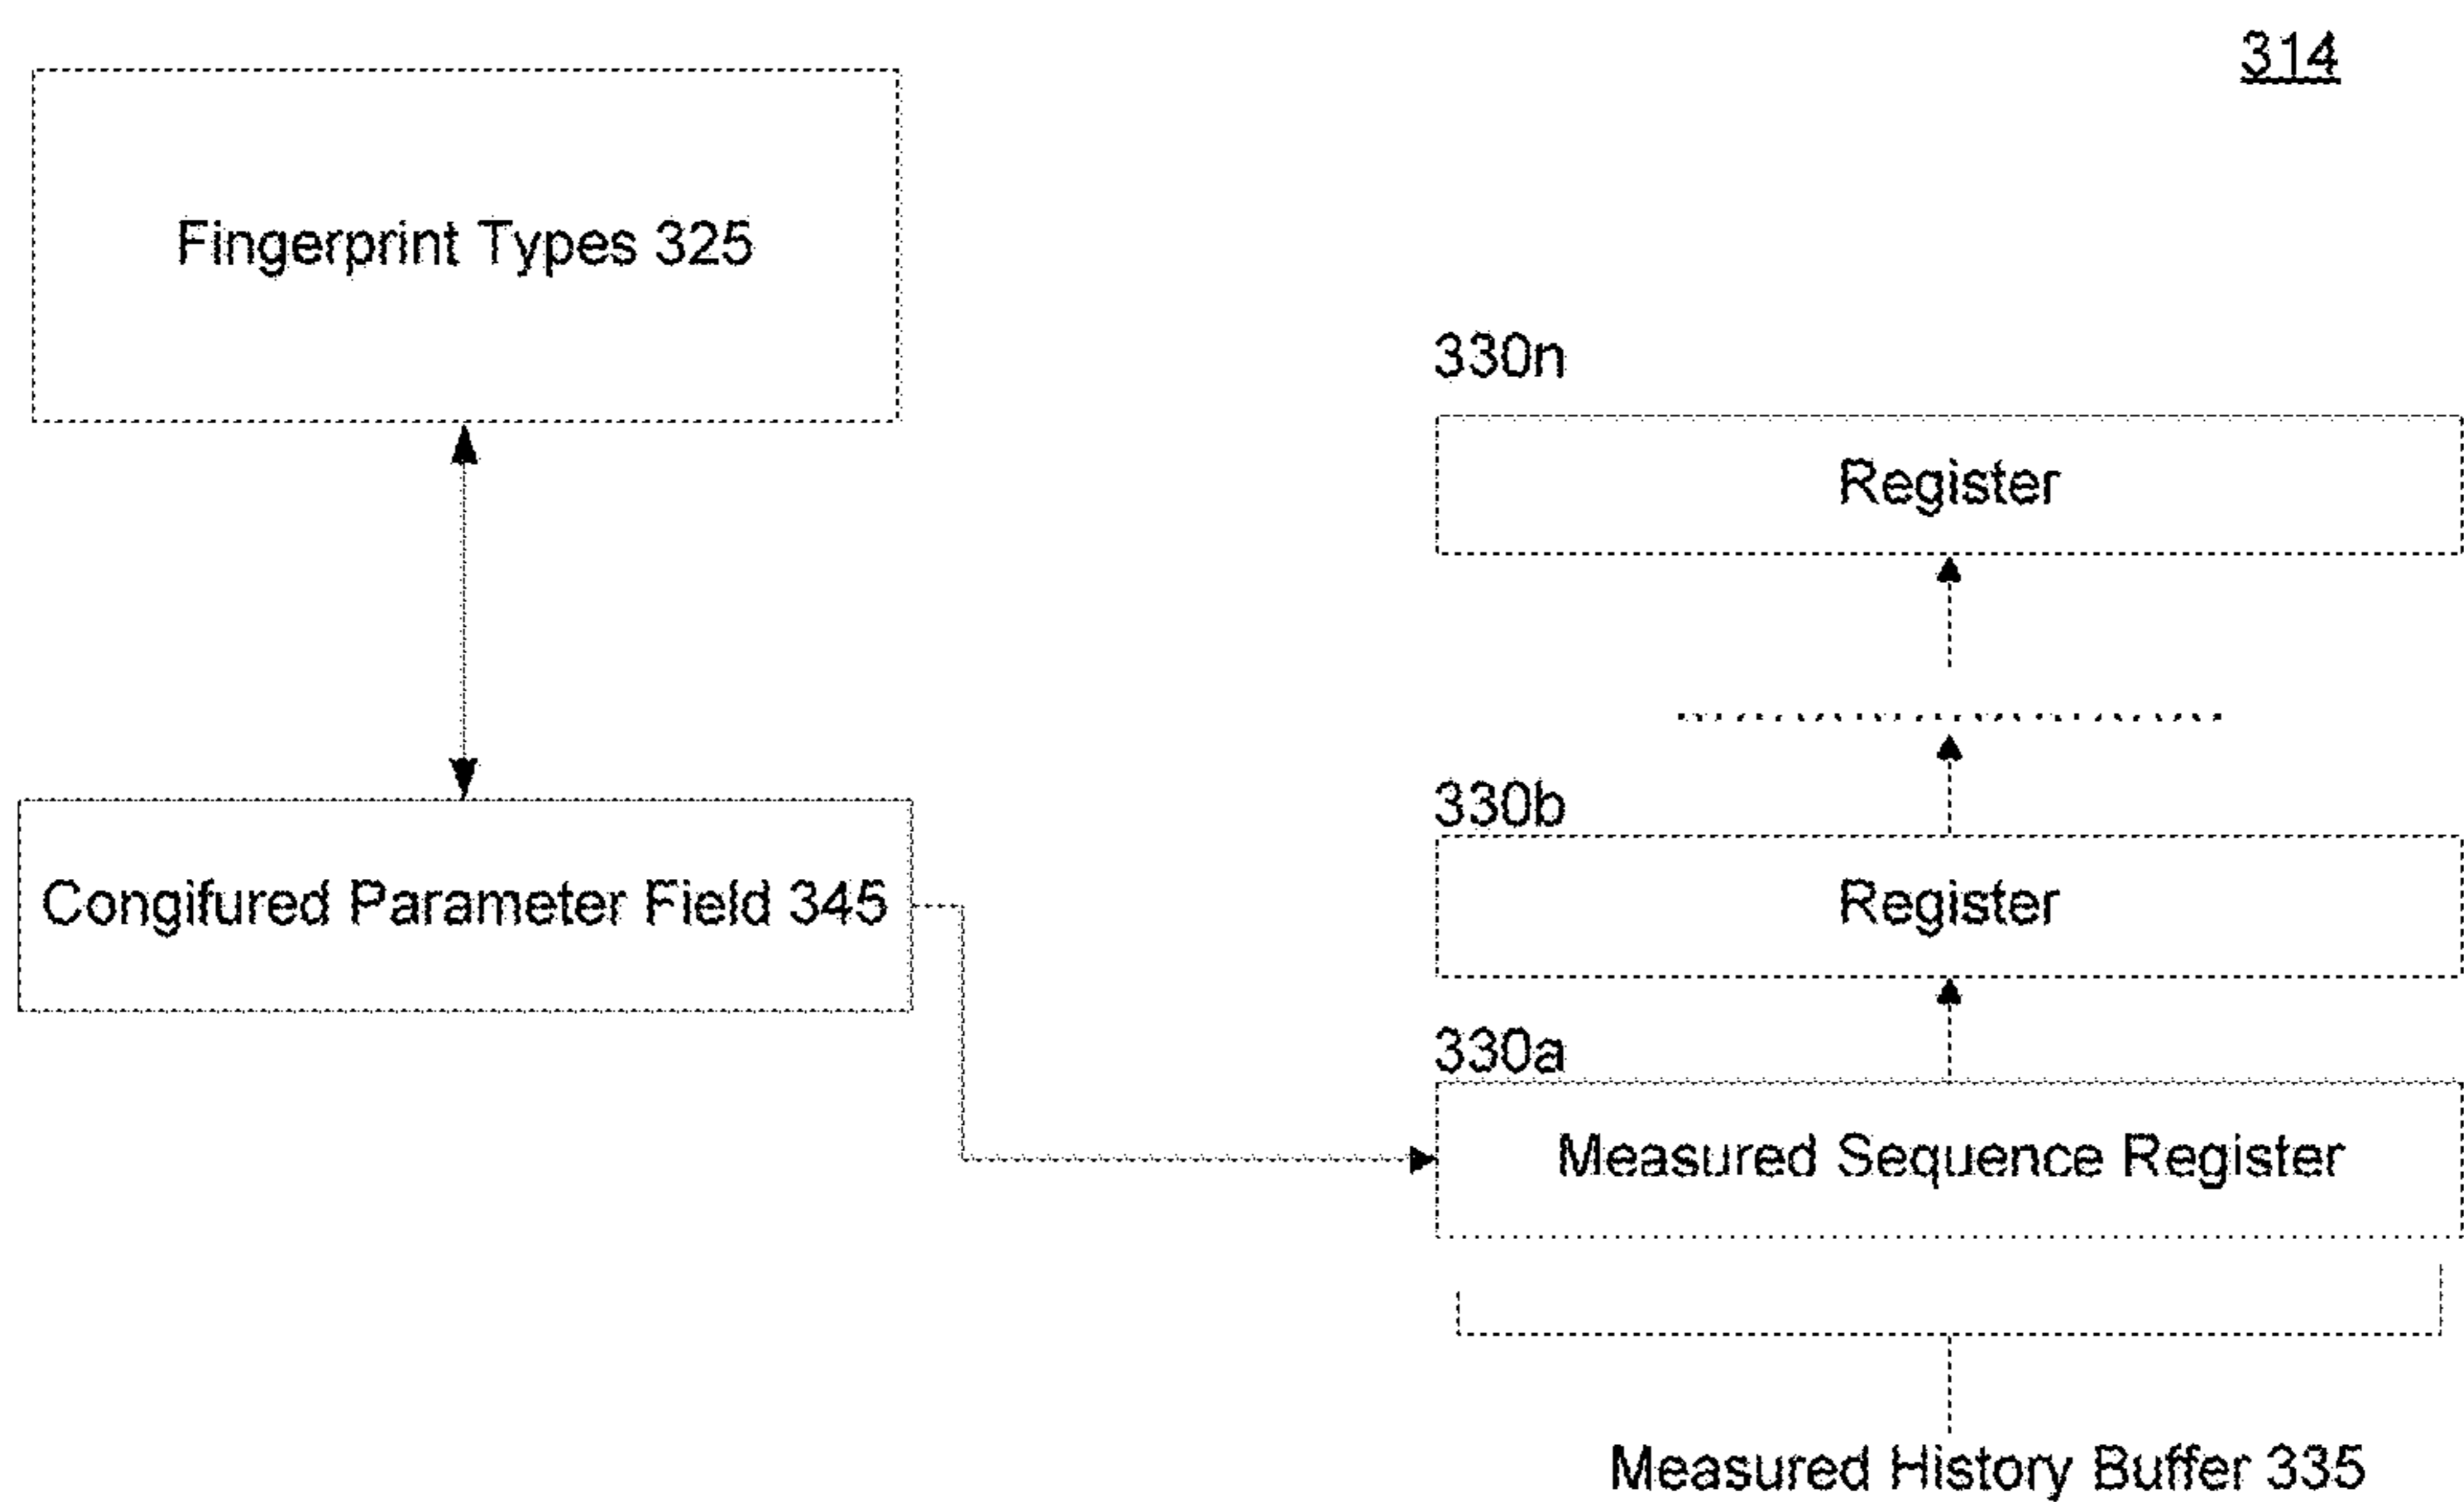 314
Fingerprint Types 325
330n
Register
330b
Register
Congifured Parameter Field 345
330a
Measured Sequence Register
Measured History Buffer 335